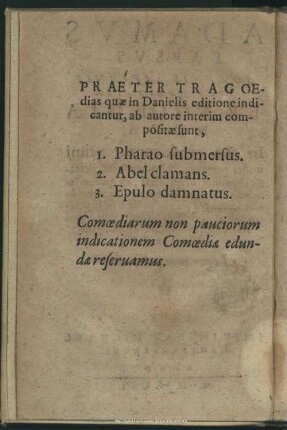 PRAETER TRAGOE-
dias quæ in Danielis editione indi-
cantur, ab autore interim com-
positæ sunt,
1. Pharao submersus.
2. Abel clamans.
3. Epulo damnatus.
Comœdiarum non pauciorum
indicationem Comœdiæ edun-
dæ reseruamus.